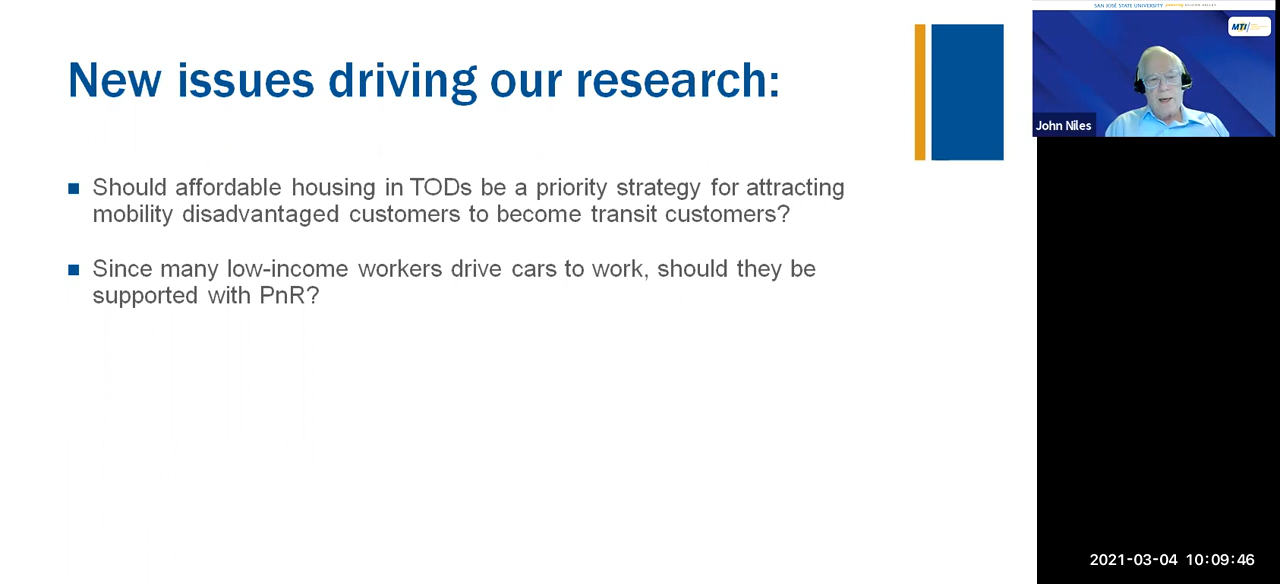 New issues driving our research:
Should affordable housing in TODs be a priority strategy for attracting
mobility disadvantaged customers to become transit customers?
Since many low-income workers drive cars to work, should they be
supported with PnR?
SAN JOSÉ STATE UNIVERSITY
MTI
John Niles
2021-03-04 10:09:46